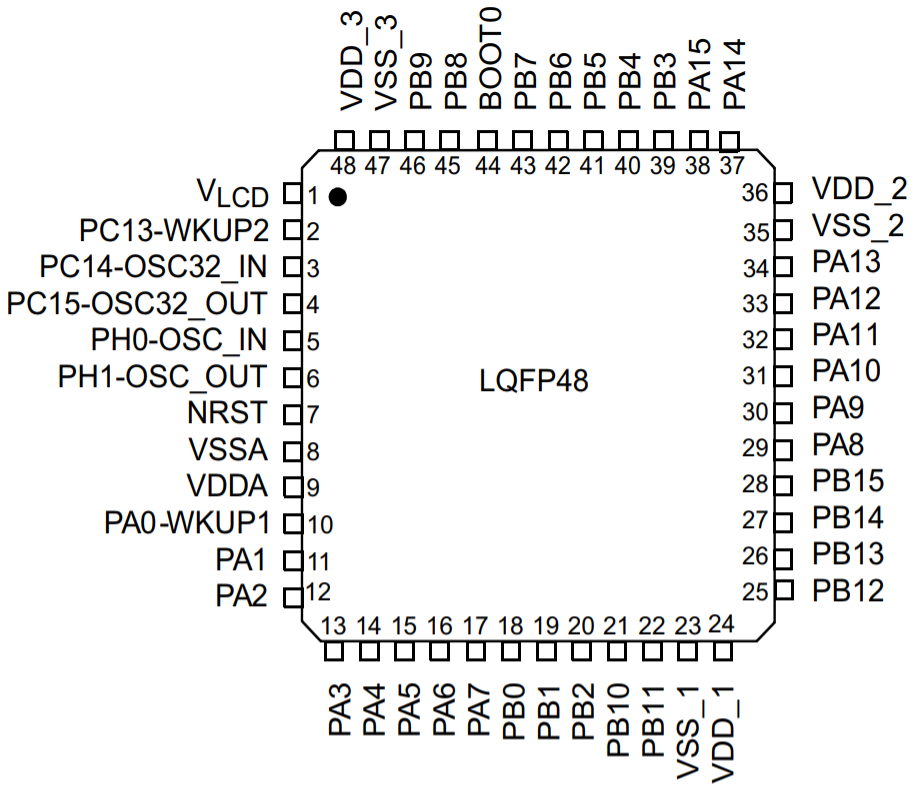 VDD_3
VSS_3
PB9
PB8
BOOT0
PB7
PB6
PB5
PB4
PB3
PA15
PA14
48 47 46 45 44 43 42 41 40 39 38 37
VLCD 1
PC13-WKUP2 2
PC14-OSC32_IN 3
PC15-OSC32_OUT 4
PH0-OSC_IN 5
PH1-OSC_OUT 6
NRST 7
VSSA 8
VDDA 9
PA0-WKUP1 10
PA1 11
PA2 12
LQFP48
36 VDD_2
35 VSS_2
34 PA13
33 PA12
32 PA11
31 PA10
30 PA9
29 PA8
28 PB15
27 PB14
26 PB13
25 PB12
13 14 15 16 17 18 19 20 21 22 23 24
PA3
PA4
PA5
PA6
PA7
PB0
PB1
PB2
PB10
PB11
VSS_1
VDD_1